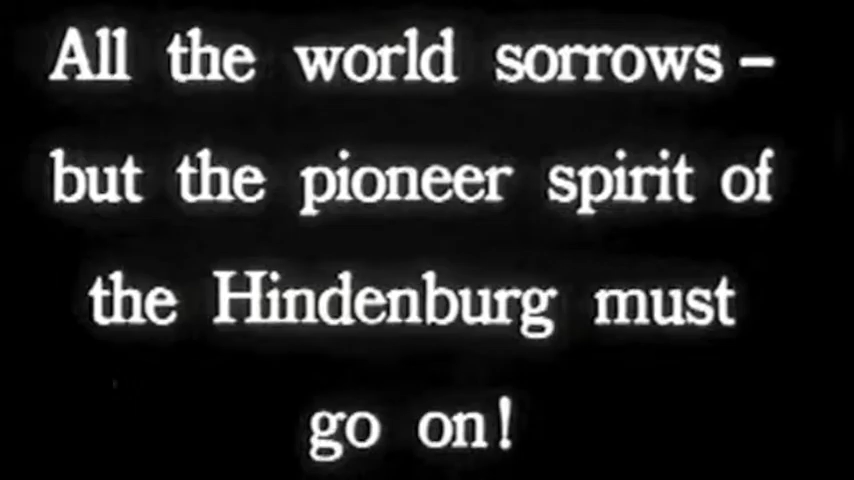 All the world sorrows –
but the pioneer spirit of
the Hindenburg must
go on!